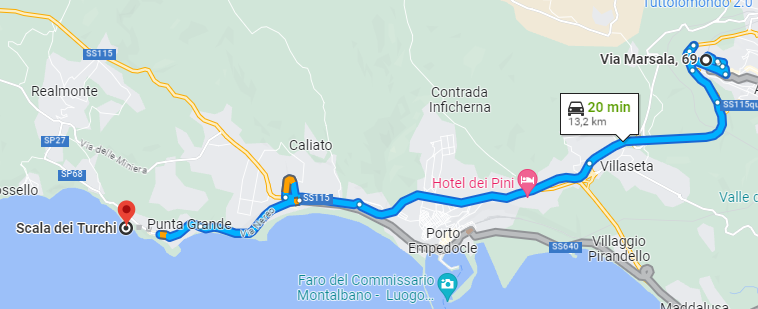 Tuttolomondo 2.0
SS115
Via Marsala, 69
Realmonte
Contrada
Inficherna
20 min
13,2 km
SS115qu
SP27
Via delle Miniera
Caliato
SP68
Villaseta
Hotel dei Pini
SS115
Valle d
Scala dei Turchi
Punta Grande
Via Nereo
Porto
Empedocle
SS640
Villaggio
Pirandello
Faro del Commissario
Montalbano - Luogo...
Maddalusa